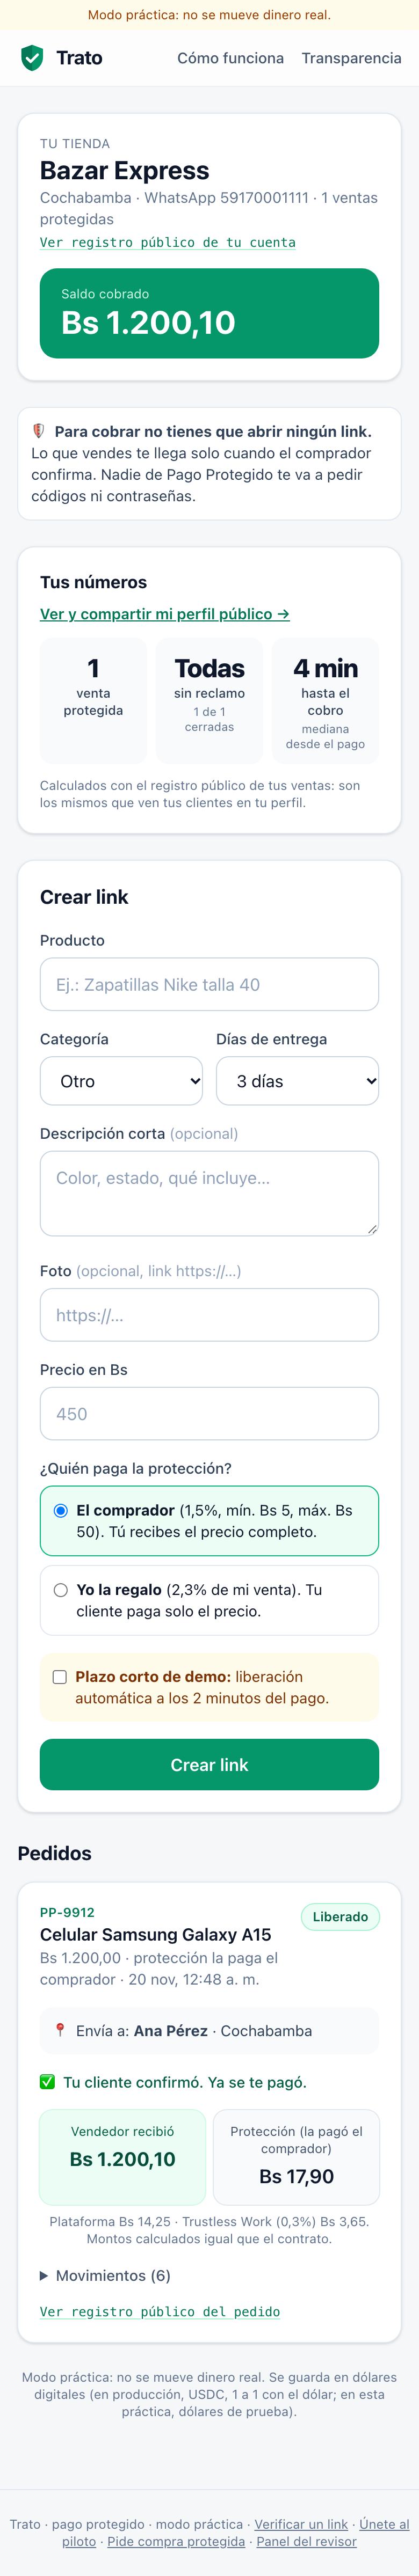 Modo práctica: no se mueve dinero real.
Trato
Cómo funciona
Transparencia
TU TIENDA
Bazar Express
Cochabamba · WhatsApp 59170001111 · 1 ventas
protegidas
Ver registro público de tu cuenta
Saldo cobrado
Bs 1.200,10
Para cobrar no tienes que abrir ningún link.
Lo que vendes te llega solo cuando el comprador
confirma. Nadie de Pago Protegido te va a pedir
códigos ni contraseñas.
Tus números
Ver y compartir mi perfil público →
1
venta
protegida
Todas
sin reclamo
1 de 1
cerradas
4 min
hasta el
cobro
mediana
desde el pago
Calculados con el registro público de tus ventas: son
los mismos que ven tus clientes en tu perfil.
Crear link
Producto
Ej.: Zapatillas Nike talla 40
Categoría
Días de entrega
Otro
3 días
Descripción corta (opcional)
Color, estado, qué incluye...
Foto (opcional, link https://...)
https://...
Precio en Bs
450
¿Quién paga la protección?
El comprador (1,5%, mín. Bs 5, máx. Bs
50). Tú recibes el precio completo.
Yo la regalo (2,3% de mi venta). Tu
cliente paga solo el precio.
Plazo corto de demo: liberación
automática a los 2 minutos del pago.
Crear link
Pedidos
PP-9912
Liberado
Celular Samsung Galaxy A15
Bs 1.200,00 · protección la paga el
comprador · 20 nov, 12:48 a. m.
Envía a: Ana Pérez · Cochabamba
Tu cliente confirmó. Ya se te pagó.
Vendedor recibió
Bs 1.200,10
Protección (la pagó el
comprador)
Bs 17,90
Plataforma Bs 14,25 · Trustless Work (0,3%) Bs 3,65.
Montos calculados igual que el contrato.
Movimientos (6)
Ver registro público del pedido
Modo práctica: no se mueve dinero real. Se guarda en dólares
digitales (en producción, USDC, 1 a 1 con el dólar; en esta
práctica, dólares de prueba).
Trato · pago protegido · modo práctica · Verificar un link · Únete al
piloto · Pide compra protegida · Panel del revisor